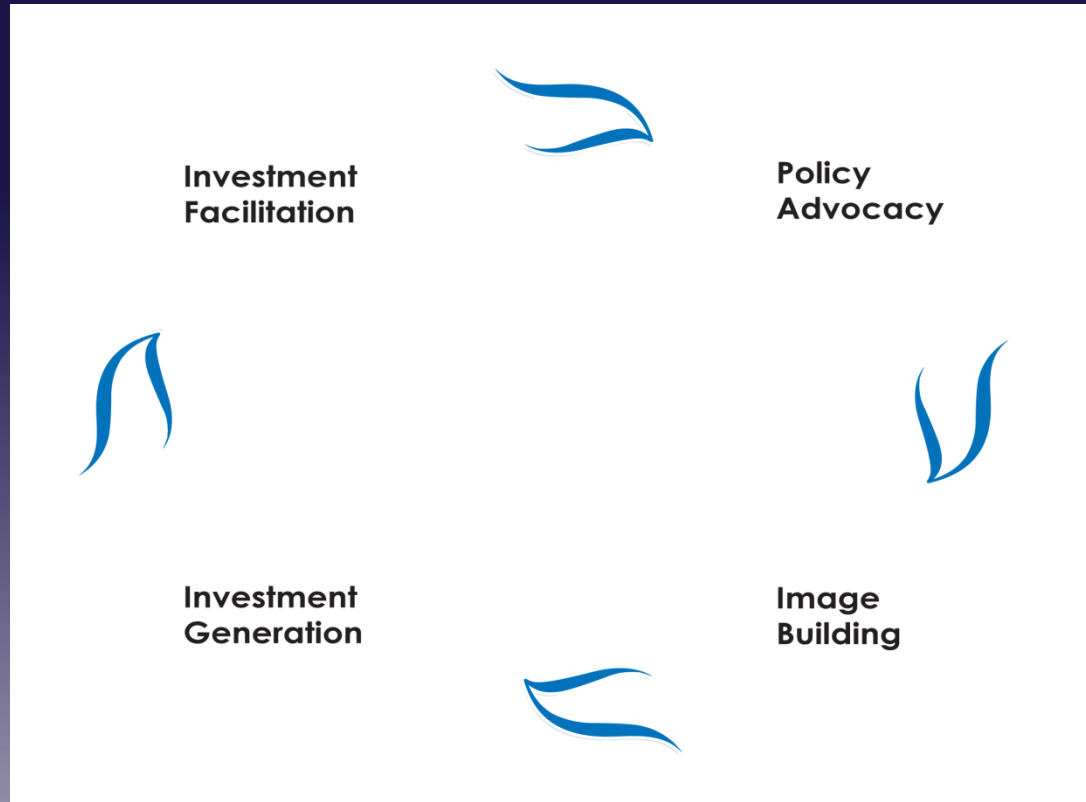 Investment
Facilitation
Policy
Advocacy
Investment
Generation
Image
Building